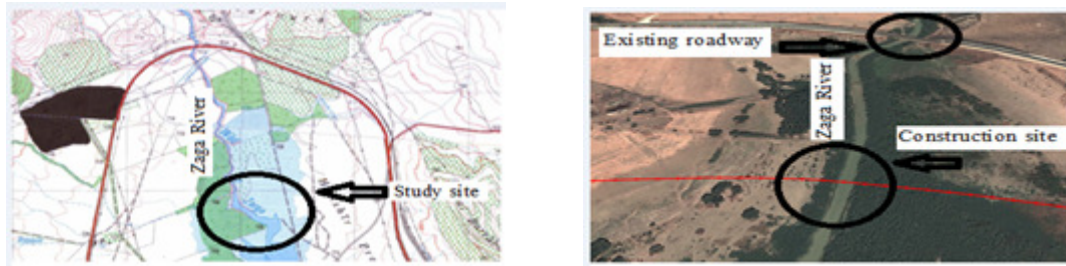 Zaga River
Study site
Existing roadway
Zaga River
Construction site